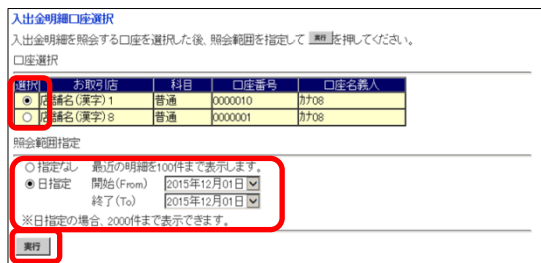 入出金明細口座選択
入出金明細を照会する口座を選択した後、照会範囲を指定して 実行 を押してください。
口座選択
選択 お取引店 科目 口座番号 口座名義人
店舗名(漢字)1 普通 0000010 カナ08
店舗名(漢字)8 普通 0000001 カナ08
照会範囲指定
指定なし 最近の明細を100件まで表示します。
日指定 開始(From) 2015年12月01日
終了(To) 2015年12月01日
※日指定の場合、2000件まで表示できます。
実行